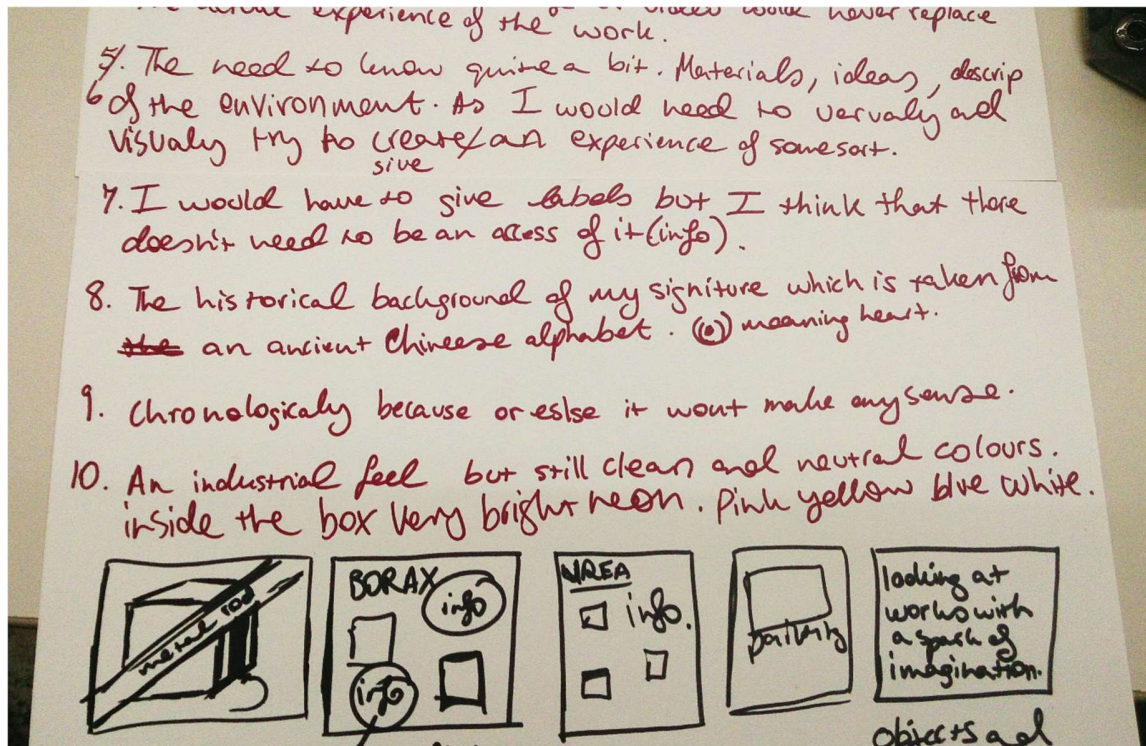 experience of the work.
would never replace
5/. The need to know quite a bit. Materials, ideas, descrip
6 of the environment. As I would need to vervaly and
visualy try to create/an experience of somesort.
give
7. I would have to give labels but I think that there
doesn't need to be an access of it (info).
8. The historical background of my signiture which is taken from
the an ancient Chineese alphabet. meaning heart.
9. Chronologicaly because or eslse it wont make any sense.
10. An industrial feel but still clean and neutral colours.
inside the box very bright neon. Pink yellow blue white.
metal rod
BORAX
info
info
UREA
info.
painting
looking at
works with
a spark of
imagination.
objects and